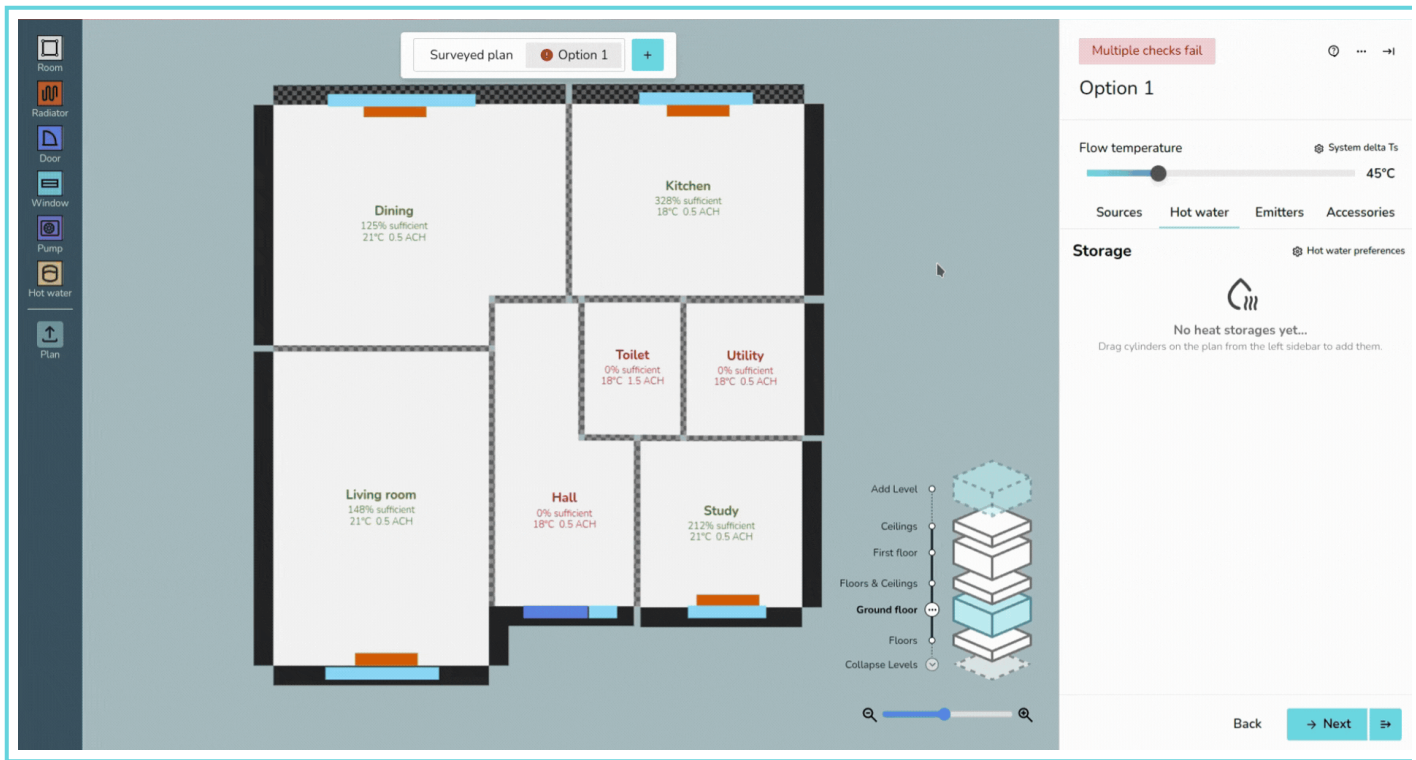 Room
Radiator
Door
Window
Pump
Hot water
Plan
Surveyed plan
Option 1
+
Dining
125% sufficient
21°C 0.5 ACH
Kitchen
328% sufficient
18°C 0.5 ACH
Toilet
0% sufficient
18°C 1.5 ACH
Utility
0% sufficient
18°C 0.5 ACH
Living room
148% sufficient
21°C 0.5 ACH
Hall
0% sufficient
18°C 0.5 ACH
Study
212% sufficient
21°C 0.5 ACH
Add Level
Ceilings
First floor
Floors & Ceilings
Ground floor
Floors
Collapse Levels
Multiple checks fail
Option 1
Flow temperature
System delta Ts
45°C
Sources Hot water Emitters Accessories
Storage
Hot water preferences
No heat storages yet...
Drag cylinders on the plan from the left sidebar to add them.
Back
Next